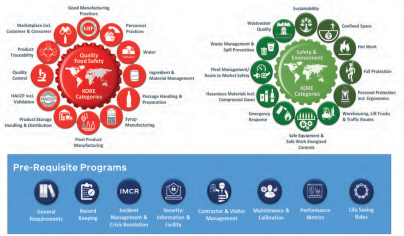 Good Manufacturing
Practices
Marketplace incl.
Customer & Consumer
GMP
Personnel
Practices
Product
Traceability
Water
Quality
Food Safety
Quality
Control
Ingredient &
Material Management
KORE
Categories
HACCP incl.
Validation
HACCP
Package Handling &
Preparation
Product Storage
Handling & Distribution
Syrup
Manufacturing
Final Product
Manufacturing
Sustainability
Wastewater
Quality
Confined Space
Waste Management &
Spill Prevention
Hot Work
Safety &
Environment
Fleet Management/
Route to Market Safety
Fall Protection
KORE
Categories
Hazardous Materials incl.
Compressed Gases
Personal Protection
incl. Ergonomics
Emergency
Response
Warehousing, Lift Trucks
& Traffic Routes
Safe Equipment &
Safe Work Energized
Controls
Pre-Requisite Programs
IMCR
General
Requirements
Record
Keeping
Incident
Management &
Crisis Resolution
Security:
Information &
Facility
Contractor & Visitor
Management
Maintenance &
Calibration
Performance
Metrics
Life Saving
Rules